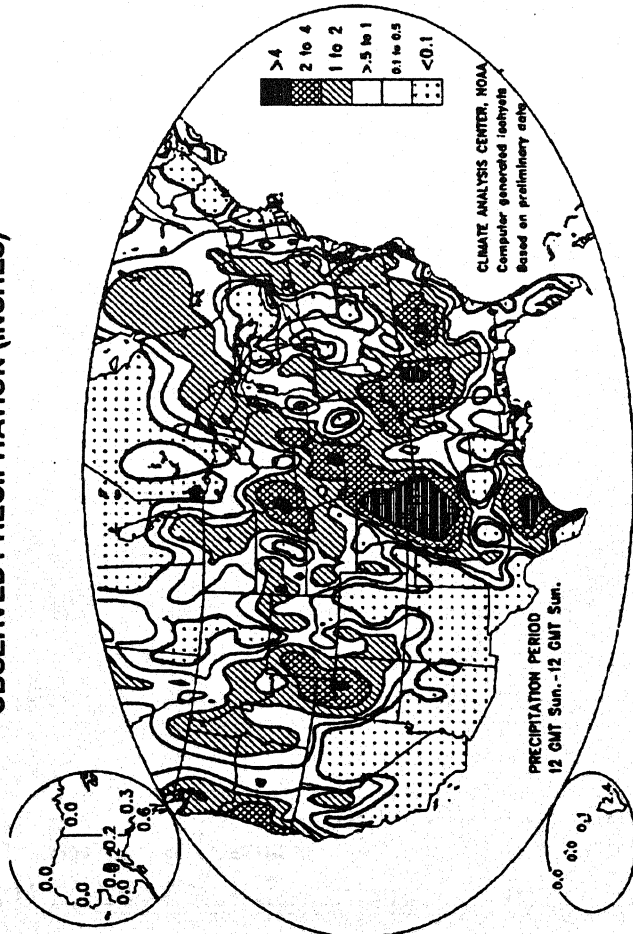 OBSERVED PRECIPITATION (INCHES)
>4
2 to 4
1 to 2
>.5 to 1
0.1 to 0.5
<0.1
CLIMATE ANALYSIS CENTER, NOAA
Computer generated isohyets
Based on preliminary data
PRECIPITATION PERIOD
12 GMT Sun.-12 GMT Sun.
0.0
0.0
0.0
0.2
0.3
0.6
0.0
0.0
0.0
0.1
2.4